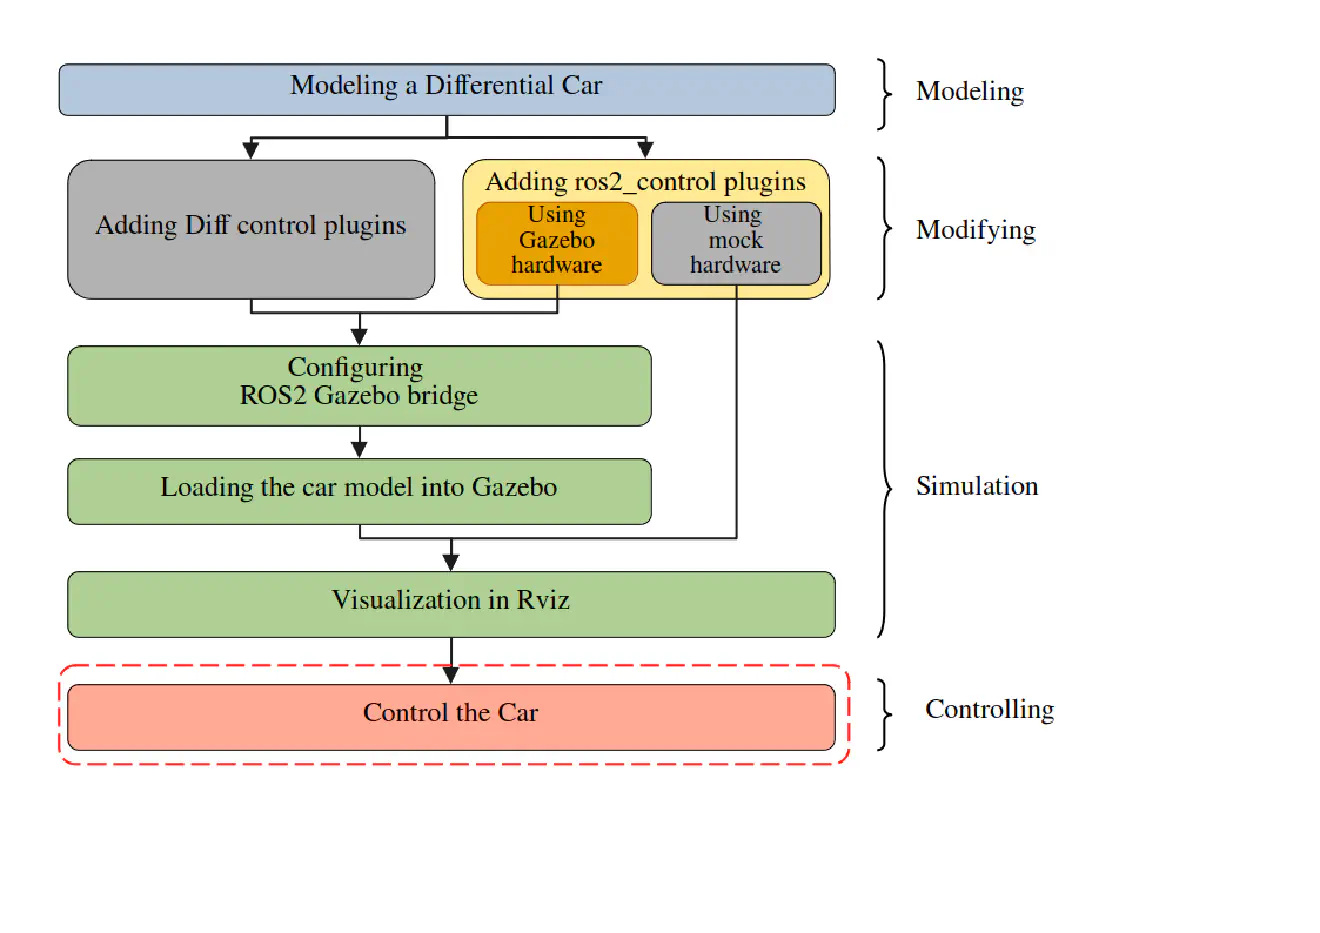 Modeling a Differential Car
Modeling
Adding Diff control plugins
Adding ros2_control plugins
Using
Gazebo
hardware
Using
mock
hardware
Modifying
Configuring
ROS2 Gazebo bridge
Loading the car model into Gazebo
Simulation
Visualization in Rviz
Control the Car
Controlling